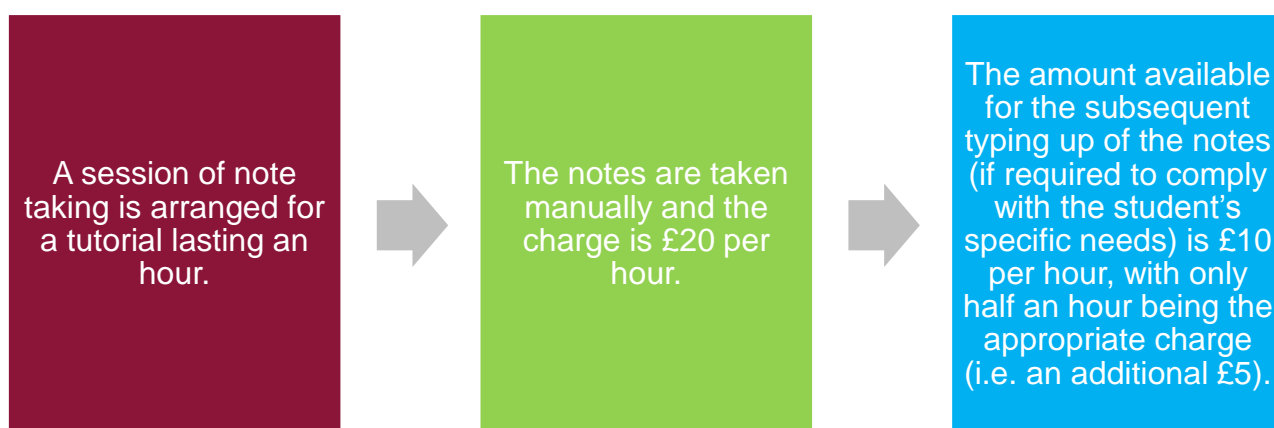 A session of note
taking is arranged for
a tutorial lasting an
hour.
The notes are taken
manually and the
charge is £20 per
hour.
The amount available
for the subsequent
typing up of the notes
(if required to comply
with the student’s
specific needs) is £10
per hour, with only
half an hour being the
appropriate charge
(i.e. an additional £5).